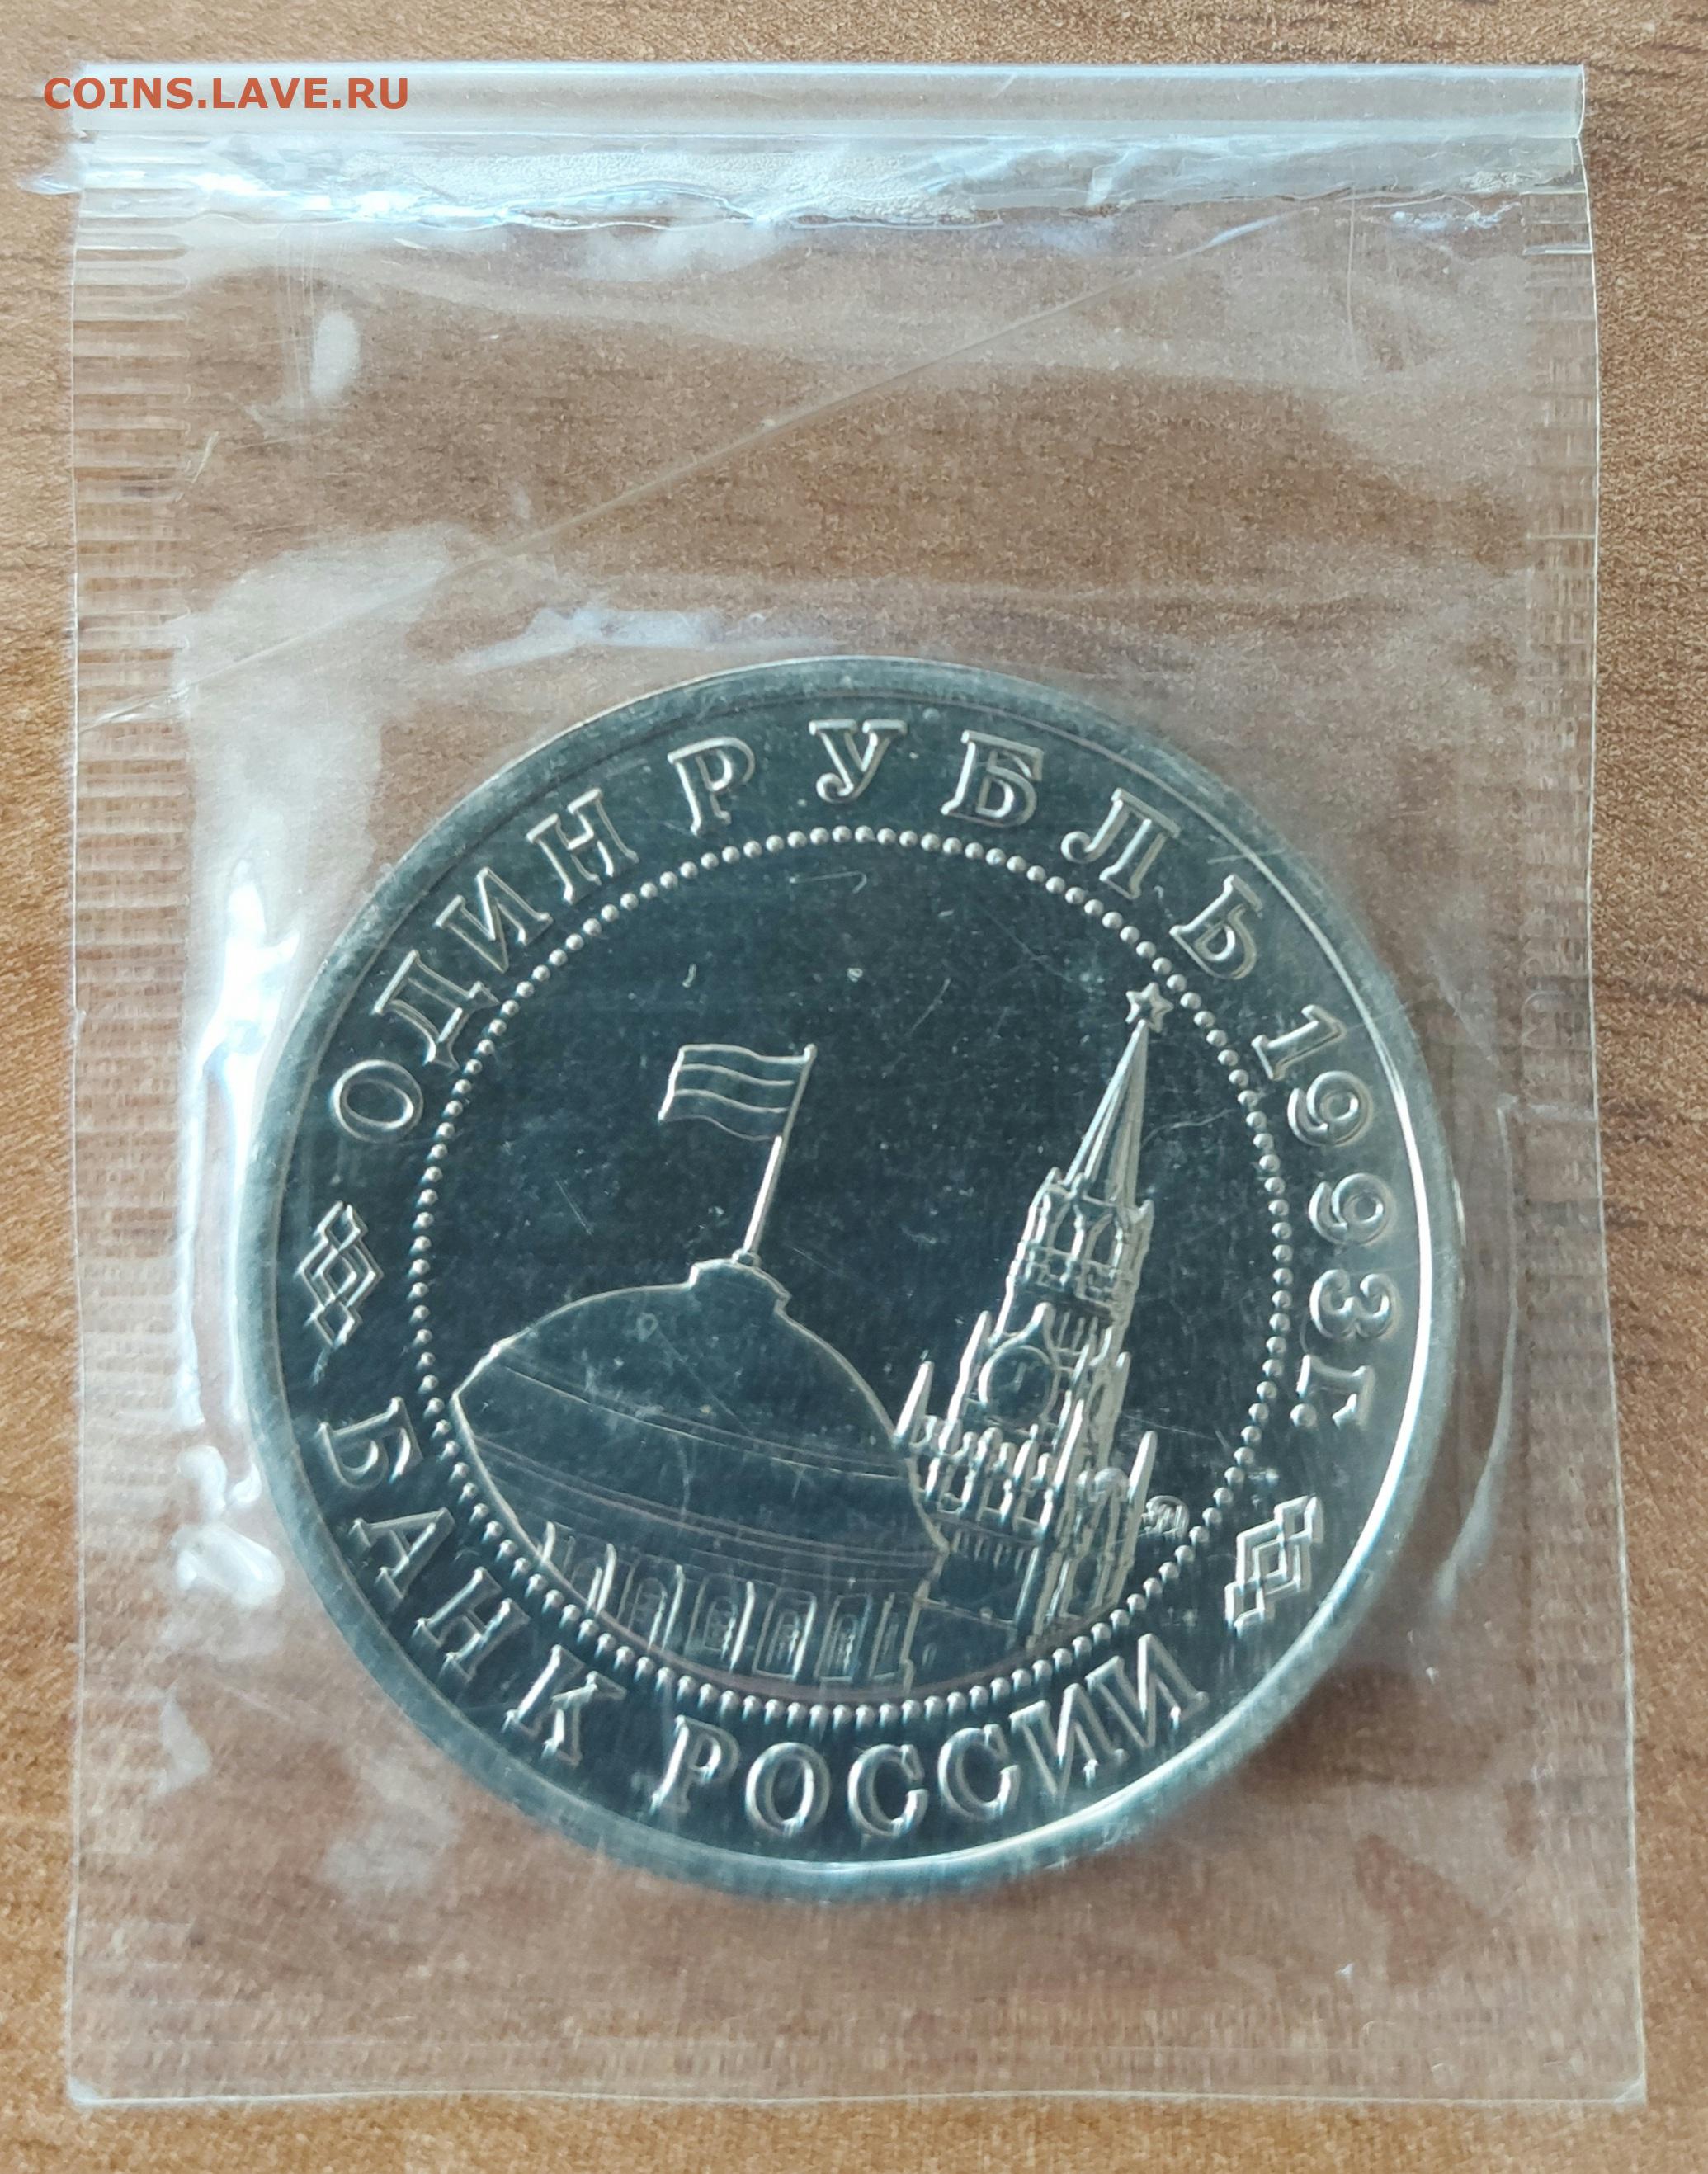 COINS.LAVE.RU
ОДИН РУБЛЬ 1993 г.
БАНК РОССИИ